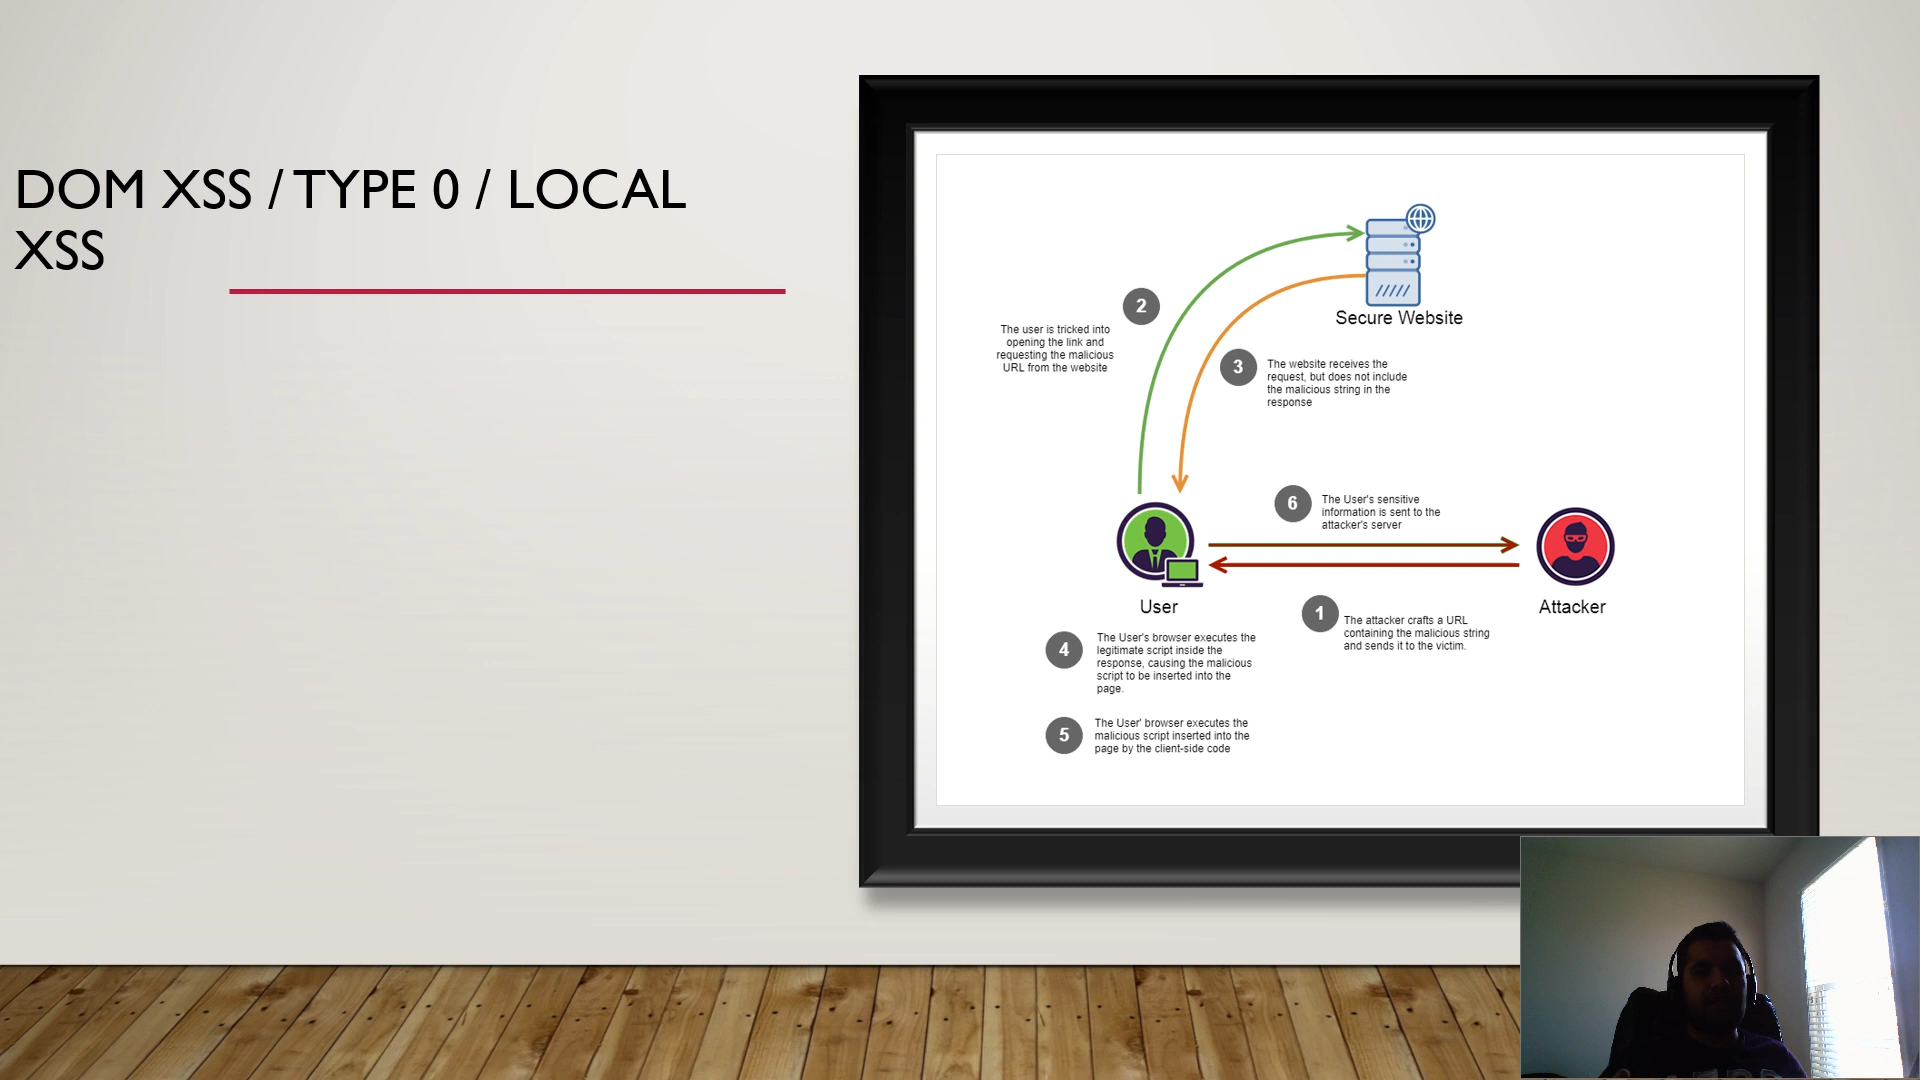 DOM XSS / TYPE 0 / LOCAL
XSS
Secure Website
2
The user is tricked into
opening the link and
requesting the malicious
URL from the website
3
The website receives the
request, but does not include
the malicious string in the
response
6
The User's sensitive
information is sent to the
attacker's server
User
Attacker
1
The attacker crafts a URL
containing the malicious string
and sends it to the victim.
4
The User's browser executes the
legitimate script inside the
response, causing the malicious
script to be inserted into the
page.
5
The User' browser executes the
malicious script inserted into the
page by the client-side code